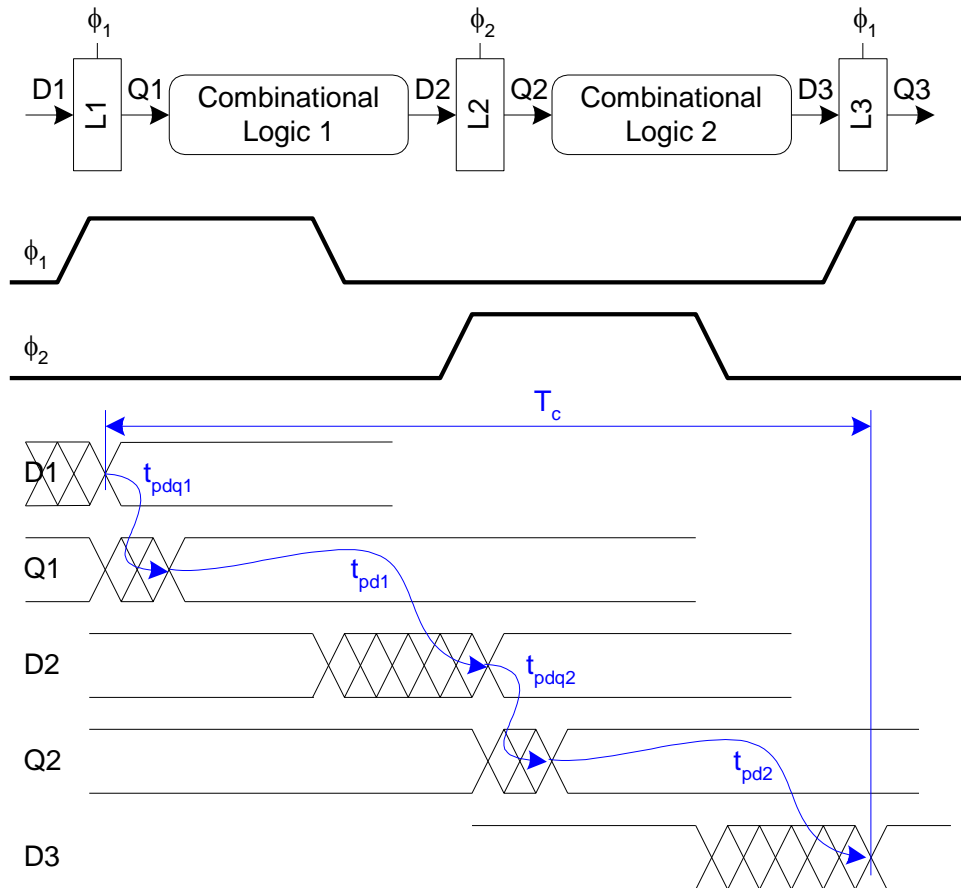 ϕ1 ϕ2 ϕ1
D1 L1 Q1 Combinational Logic 1 D2 L2 Q2 Combinational Logic 2 D3 L3 Q3
ϕ1
ϕ2
Tc
D1
tpdq1
Q1
tpd1
D2
tpdq2
Q2
tpd2
D3